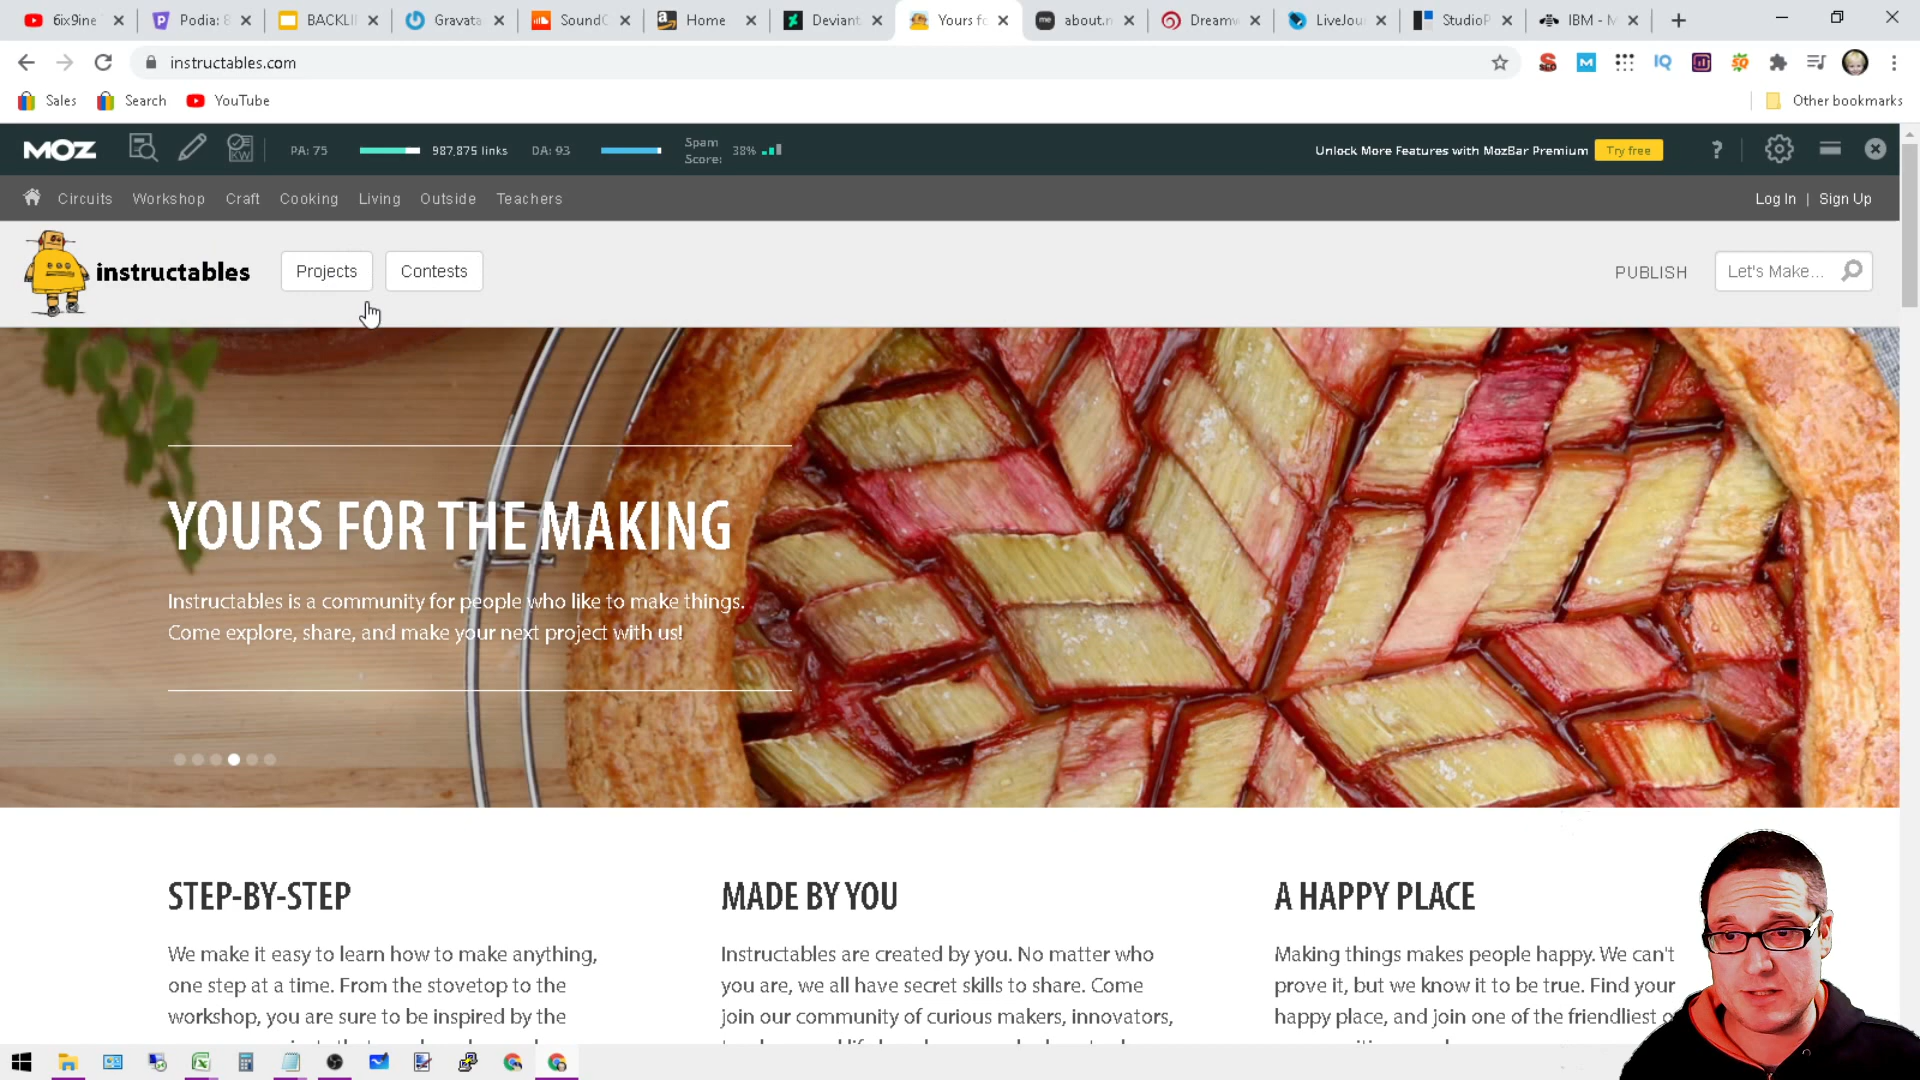 6ix9ine
Podia: 8
BACKLI
Gravata
SoundC
Home
Deviant
Yours fo
about.m
Dreamw
LiveJou
StudioP
IBM - M
instructables.com
Sales
Search
YouTube
Other bookmarks
MOZ
PA: 75
987,875 links
DA: 93
Spam
Score:
38%
Unlock More Features with MozBar Premium
Try free
Circuits Workshop Craft Cooking Living Outside Teachers
Log In | Sign Up
instructables
Projects
Contests
PUBLISH
Let's Make...
YOURS FOR THE MAKING
Instructables is a community for people who like to make things.
Come explore, share, and make your next project with us!
STEP-BY-STEP
We make it easy to learn how to make anything,
one step at a time. From the stovetop to the
workshop, you are sure to be inspired by the
MADE BY YOU
Instructables are created by you. No matter who
you are, we all have secret skills to share. Come
join our community of curious makers, innovators,
A HAPPY PLACE
Making things makes people happy. We can't
prove it, but we know it to be true. Find your
happy place, and join one of the friendliest